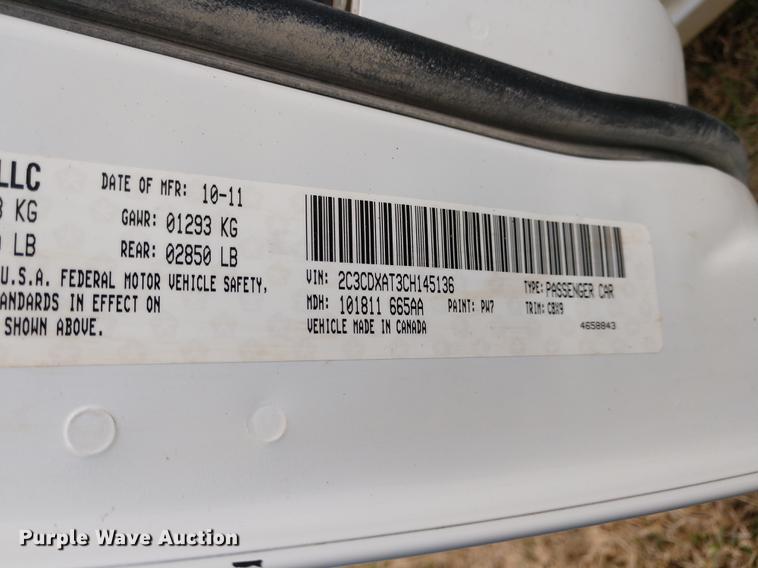 LLC
DATE OF MFR: 10-11
KG GAWR: 01293 KG
LB REAR: 02850 LB
U.S.A. FEDERAL MOTOR VEHICLE SAFETY,
STANDARDS IN EFFECT ON
SHOWN ABOVE.
VIN: 2C3CDXAT3CH145136 TYPE: PASSENGER CAR
MDH: 101811 665AA PAINT: PW7 TRIM: CBX9
VEHICLE MADE IN CANADA 4658843
Purple Wave Auction